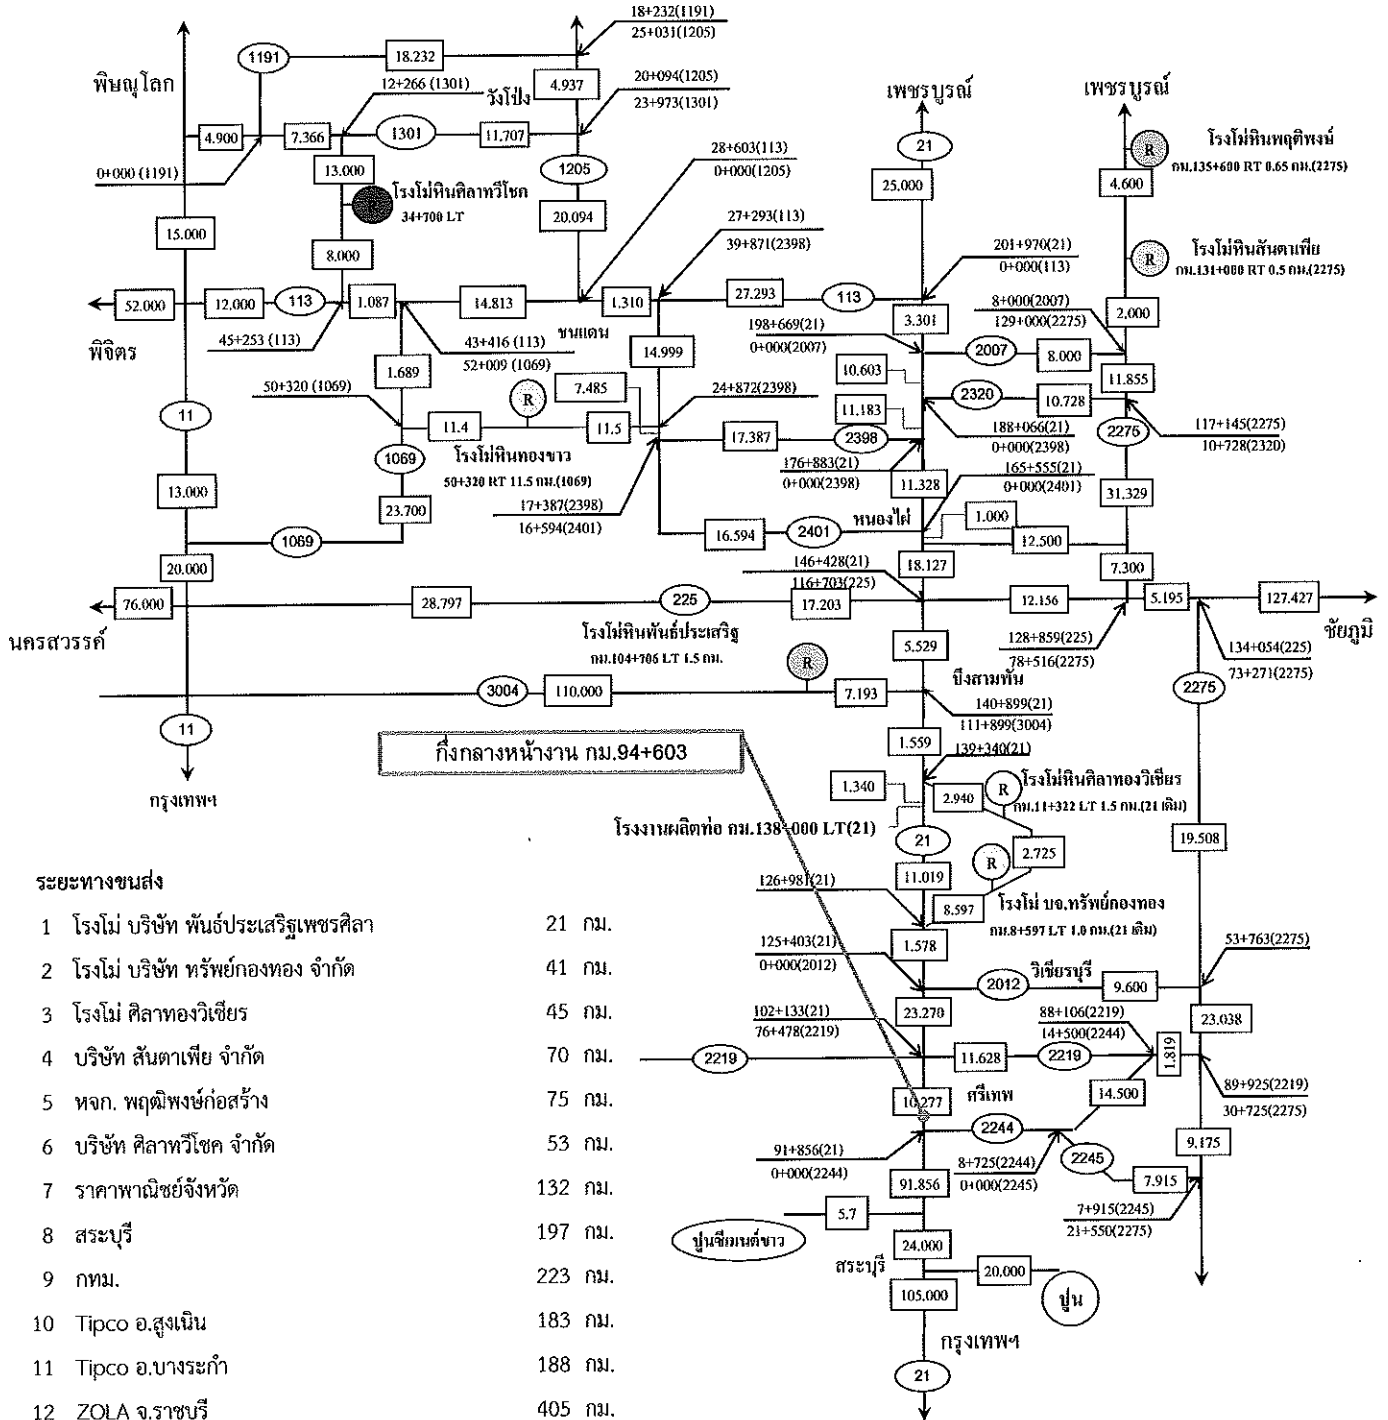 18+232(1191)
25+031(1205)
1191
18.232
พิษณุโลก
12+266 (1301)
วังโป่ง
4.937
20+094(1205)
23+973(1301)
เพชรบูรณ์
เพชรบูรณ์
4.900
7.366
1301
11.707
21
R
โรงโม่หินพฤติพงษ์
กม.135+600 RT 0.65 กม.(2275)
0+000 (1191)
13.000
1205
28+603(113)
0+000(1205)
25.000
4.600
R
โรงโม่หินศิลาทวีโชค
34+700 LT
15.000
20.094
27+293(113)
39+871(2398)
R
โรงโม่หินสันตาเพีย
กม.131+000 RT 0.5 กม.(2275)
8.000
201+970(21)
0+000(113)
52.000
12.000
113
1.087
14.813
1.310
27.293
113
8+000(2007)
129+000(2275)
2.000
พิจิตร
45+253 (113)
43+416 (113)
52+009 (1069)
ชนแดน
198+669(21)
0+000(2007)
3.301
2007
8.000
1.689
14.999
10.603
11.855
50+320 (1069)
R
7.485
24+872(2398)
11.183
2320
10.728
11
11.4
11.5
17.387
2398
188+066(21)
0+000(2398)
2275
117+145(2275)
10+728(2320)
1069
โรงโม่หินทองขาว
50+320 RT 11.5 กม.(1069)
176+883(21)
0+000(2398)
165+555(21)
0+000(2401)
13.000
23.700
17+387(2398)
16+594(2401)
11.328
หนองไผ่
1.000
31.329
1069
16.594
2401
12.500
20.000
146+428(21)
116+703(225)
18.127
7.300
76.000
28.797
225
17.203
12.156
5.195
127.427
นครสวรรค์
โรงโม่หินพันธ์ประเสริฐ
กม.104+706 LT 1.5 กม.
R
5.529
128+859(225)
78+516(2275)
134+054(225)
73+271(2275)
ชัยภูมิ
3004
110.000
7.193
บึงสามพัน
2275
11
140+899(21)
111+899(3004)
กึ่งกลางหน้างาน กม.94+603
1.559
139+340(21)
กรุงเทพฯ
1.340
2.940
R
โรงโม่หินศิลาทองวิเชียร
กม.11+322 LT 1.5 กม.(21 เดิม)
โรงงานผลิตท่อ กม.138+000 LT(21)
21
R
2.725
19.508
ระยะทางขนส่ง
126+981(21)
11.019
8.597
โรงโม่ บจ.ทรัพย์กองทอง
กม.8+597 LT 1.0 กม.(21 เดิม)
1 โรงโม่ บริษัท พันธ์ประเสริฐเพชรศิลา 21 กม.
125+403(21)
0+000(2012)
1.578
53+763(2275)
2 โรงโม่ บริษัท ทรัพย์กองทอง จำกัด 41 กม.
2012
วิเชียรบุรี
9.600
3 โรงโม่ ศิลาทองวิเชียร 45 กม.
102+133(21)
76+478(2219)
23.270
88+106(2219)
14+500(2244)
23.038
4 บริษัท สันตาเพีย จำกัด 70 กม.
2219
11.628
2219
1.819
5 หจก. พฤฒิพงษ์ก่อสร้าง 75 กม.
10.277
ศรีเทพ
14.500
89+925(2219)
30+725(2275)
6 บริษัท ศิลาทวีโชค จำกัด 53 กม.
91+856(21)
0+000(2244)
2244
8+725(2244)
0+000(2245)
2245
9.175
7 ราคาพาณิชย์จังหวัด 132 กม.
91.856
7.915
7+915(2245)
21+550(2275)
8 สระบุรี 197 กม.
5.7
ปูนซีเมนต์ขาว
24.000
9 กทม. 223 กม.
สระบุรี
20.000
ปูน
105.000
10 Tipco อ.สูงเนิน 183 กม.
กรุงเทพฯ
11 Tipco อ.บางระกำ 188 กม.
21
12 ZOLA จ.ราชบุรี 405 กม.